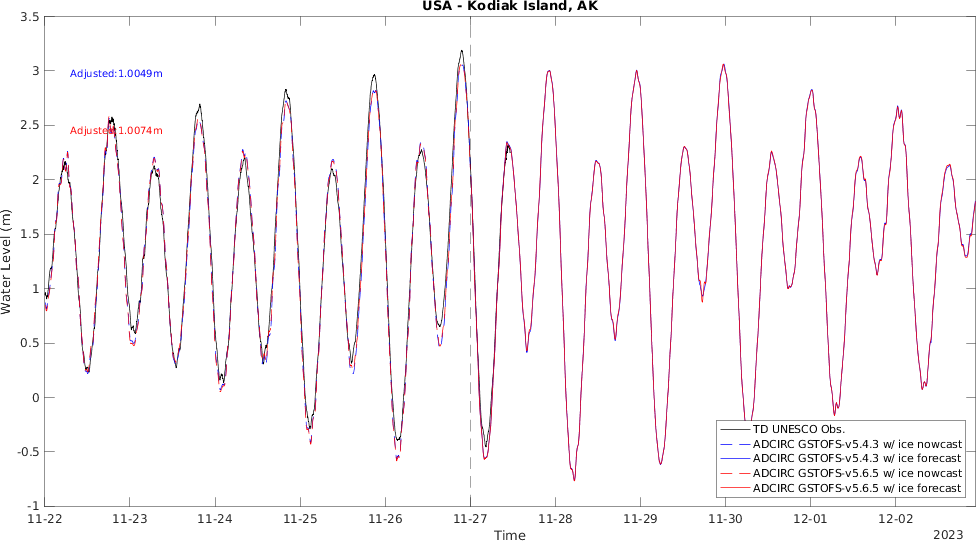 USA - Kodiak Island, AK
3.5
3
2.5
2
1.5
1
0.5
0
-0.5
-1
Water Level (m)
Adjusted:1.0049m
Adjusted:1.0074m
TD UNESCO Obs.
ADCIRC GSTOFS-v5.4.3 w/ ice nowcast
ADCIRC GSTOFS-v5.4.3 w/ ice forecast
ADCIRC GSTOFS-v5.6.5 w/ ice nowcast
ADCIRC GSTOFS-v5.6.5 w/ ice forecast
11-22 11-23 11-24 11-25 11-26 11-27 11-28 11-29 11-30 12-01 12-02
Time
2023